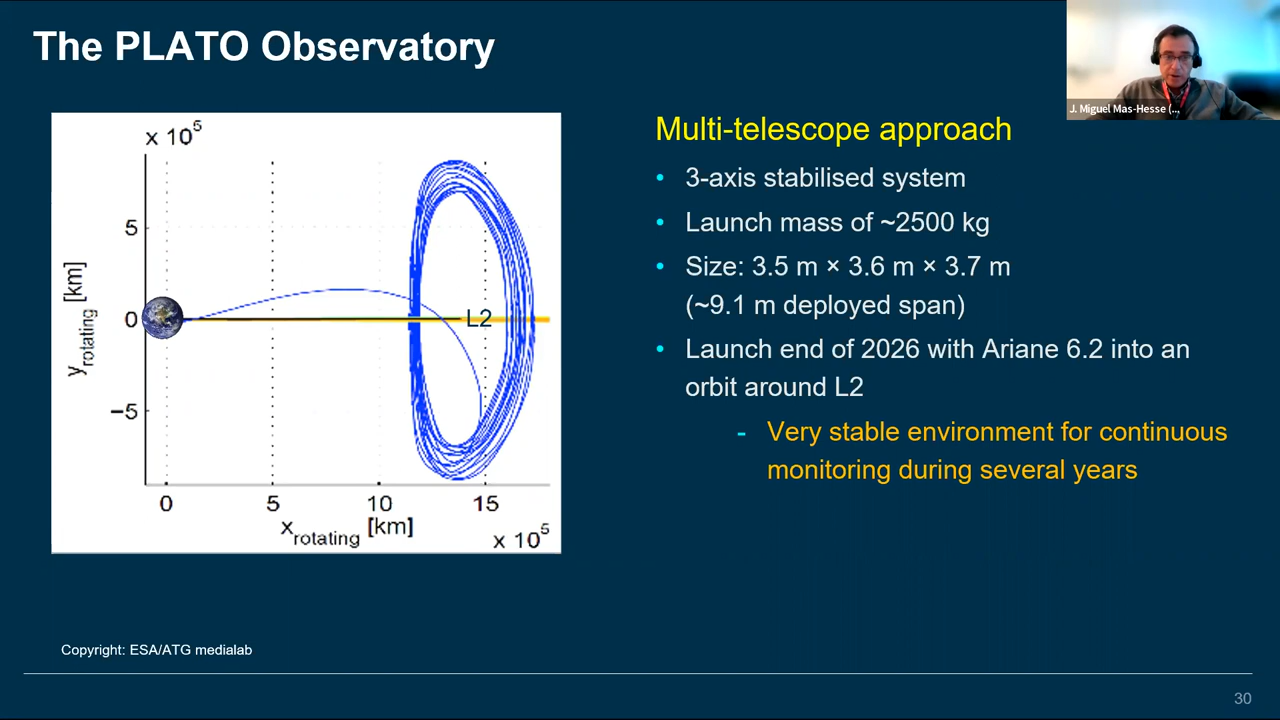 The PLATO Observatory
J. Miguel Mas-Hesse (...
x 10⁵
5
0
−5
y_rotating [km]
L2
0 5 10 15
x_rotating [km]
x 10⁵
Multi-telescope approach
• 3-axis stabilised system
• Launch mass of ~2500 kg
• Size: 3.5 m × 3.6 m × 3.7 m
(~9.1 m deployed span)
• Launch end of 2026 with Ariane 6.2 into an
orbit around L2
- Very stable environment for continuous
monitoring during several years
Copyright: ESA/ATG medialab
30